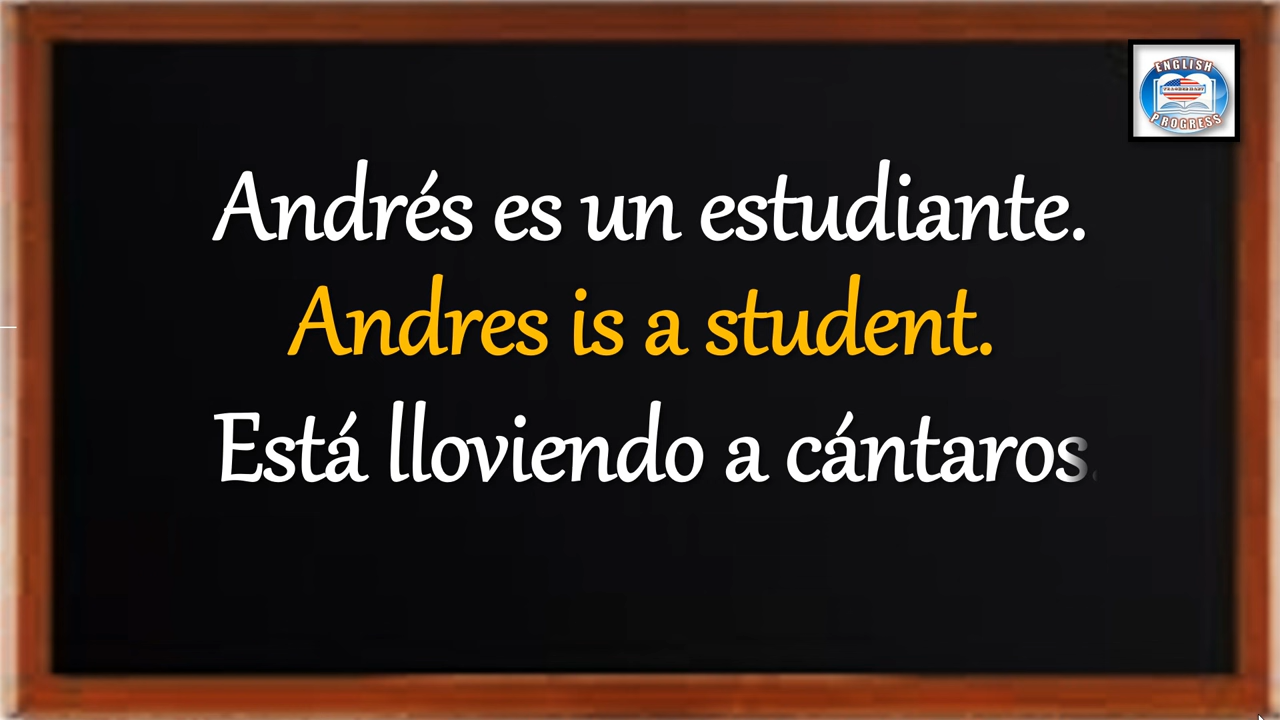 ENGLISH
PROGRESS
Andrés es un estudiante.
Andres is a student.
Está lloviendo a cántaros.